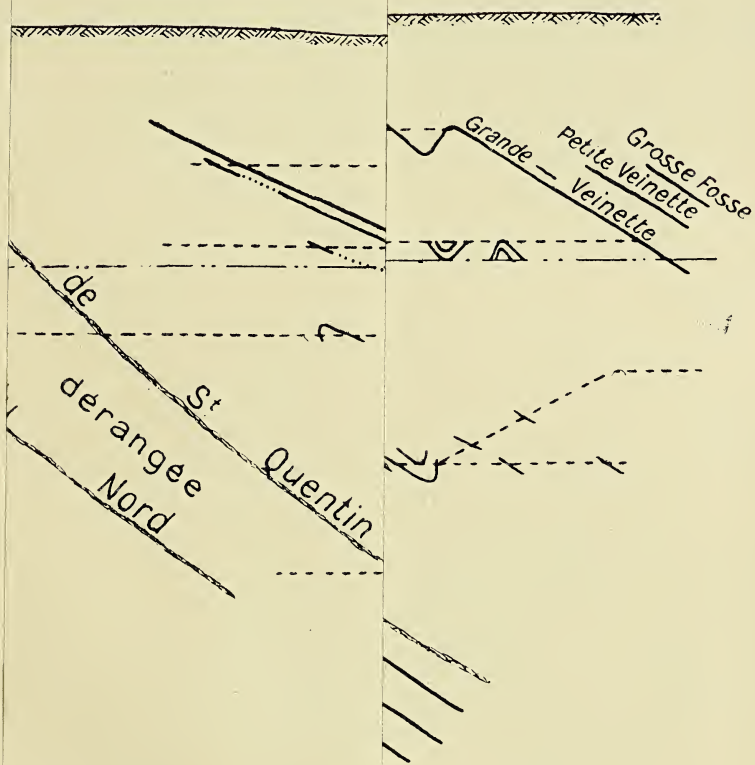 Grosse Fosse
Petite Veinette
Grande — Veinette
de St Quentin
dérangée
Nord